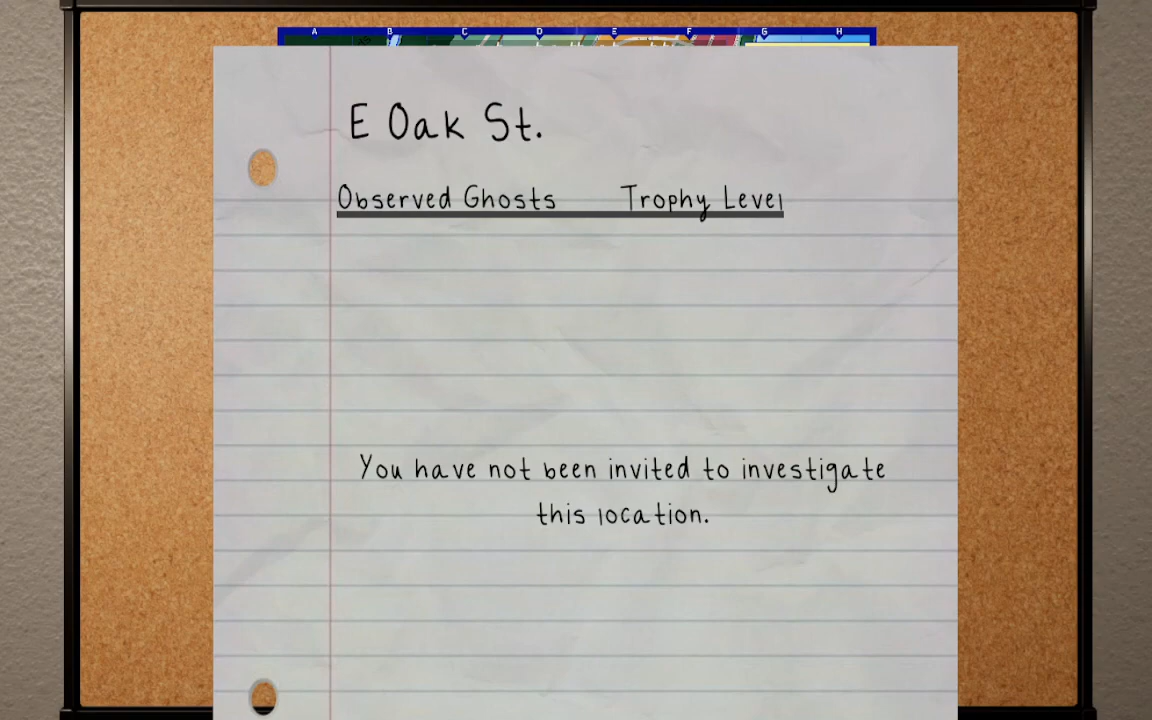 A B C D E F G H
E Oak St.
Observed Ghosts Trophy Level
You have not been invited to investigate
this location.